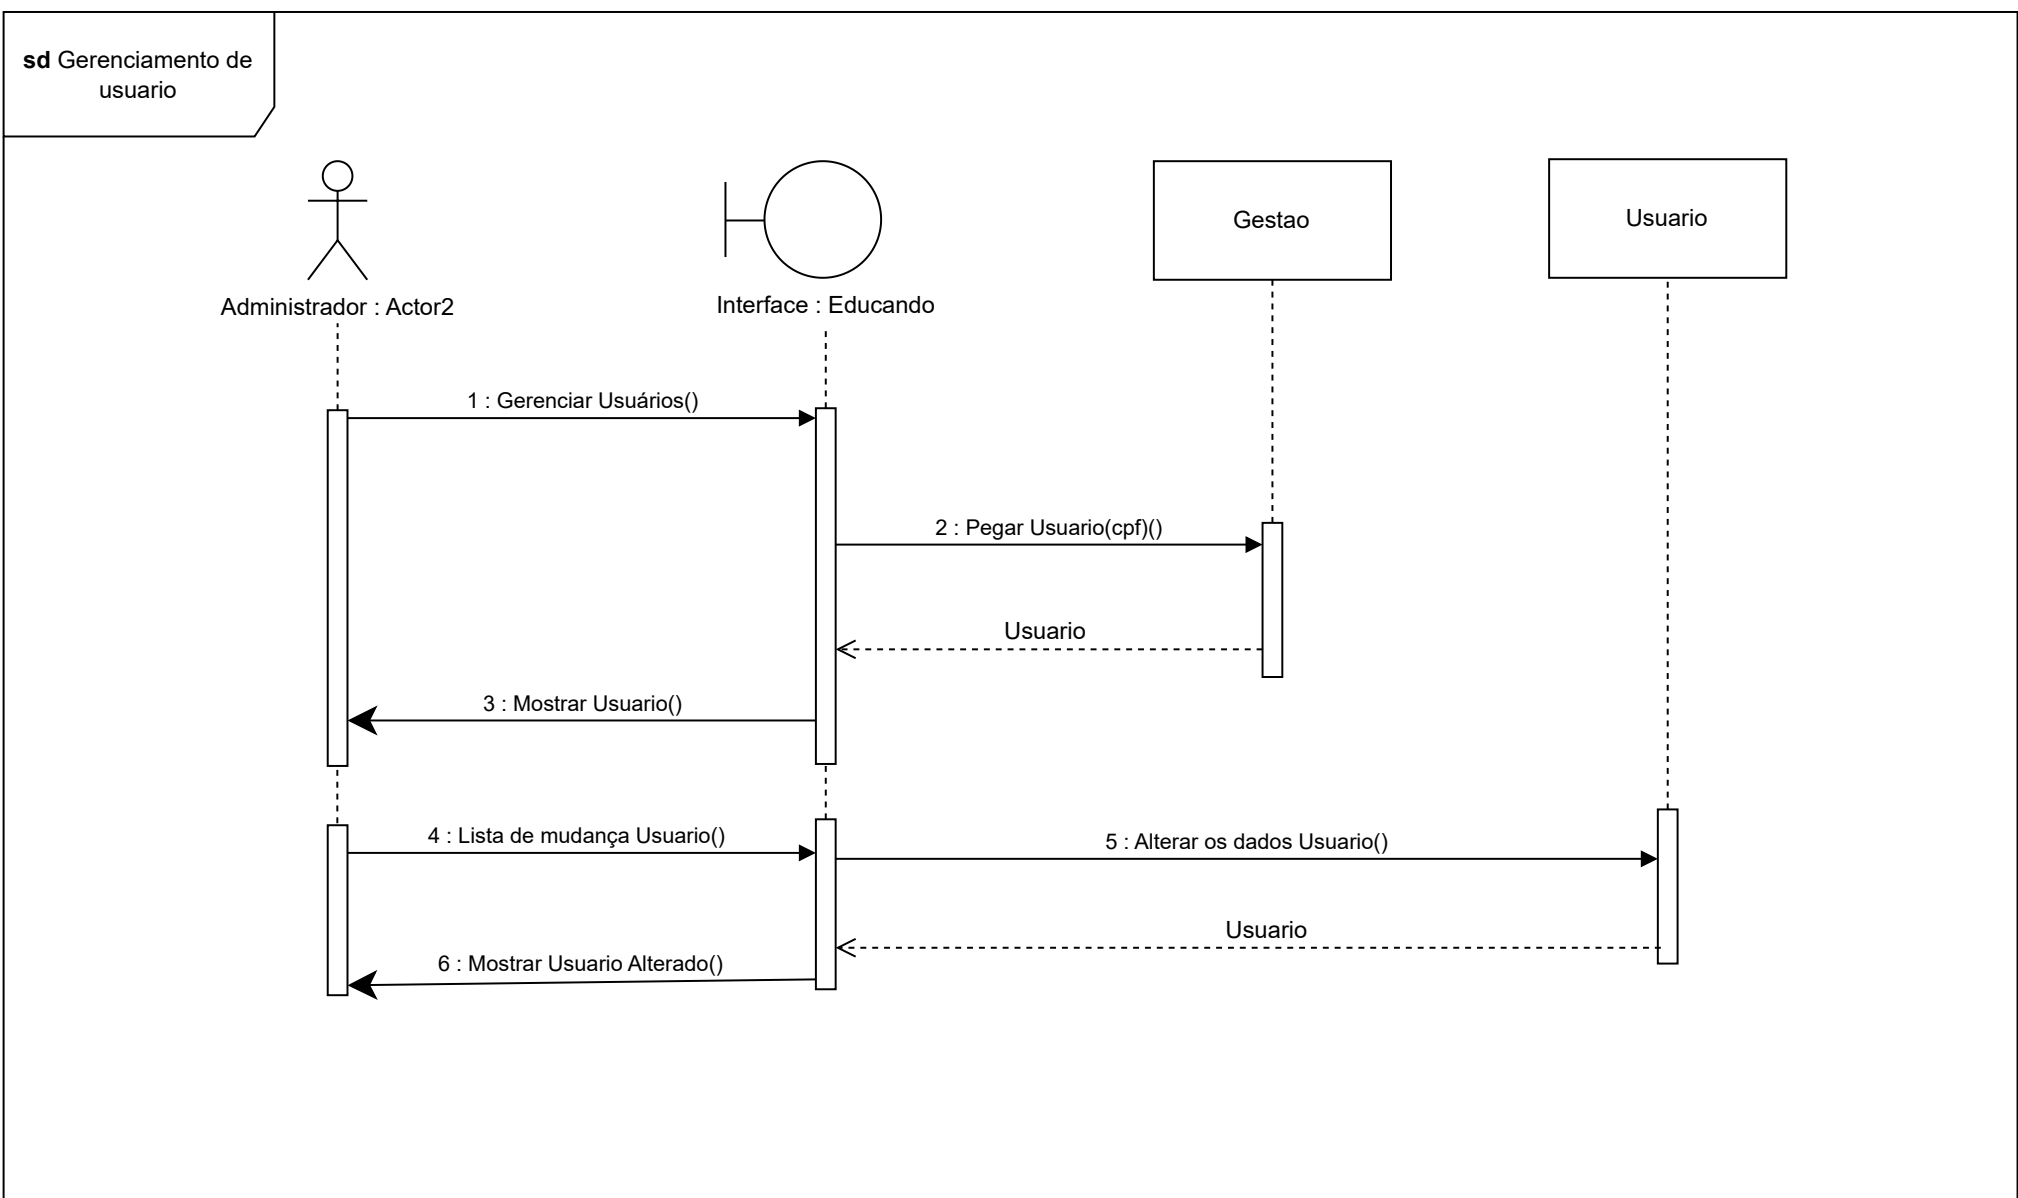 sd Gerenciamento de
usuario
Gestao
Usuario
Administrador : Actor2
Interface : Educando
1 : Gerenciar Usuários()
2 : Pegar Usuario(cpf)()
Usuario
3 : Mostrar Usuario()
4 : Lista de mudança Usuario()
5 : Alterar os dados Usuario()
Usuario
6 : Mostrar Usuario Alterado()